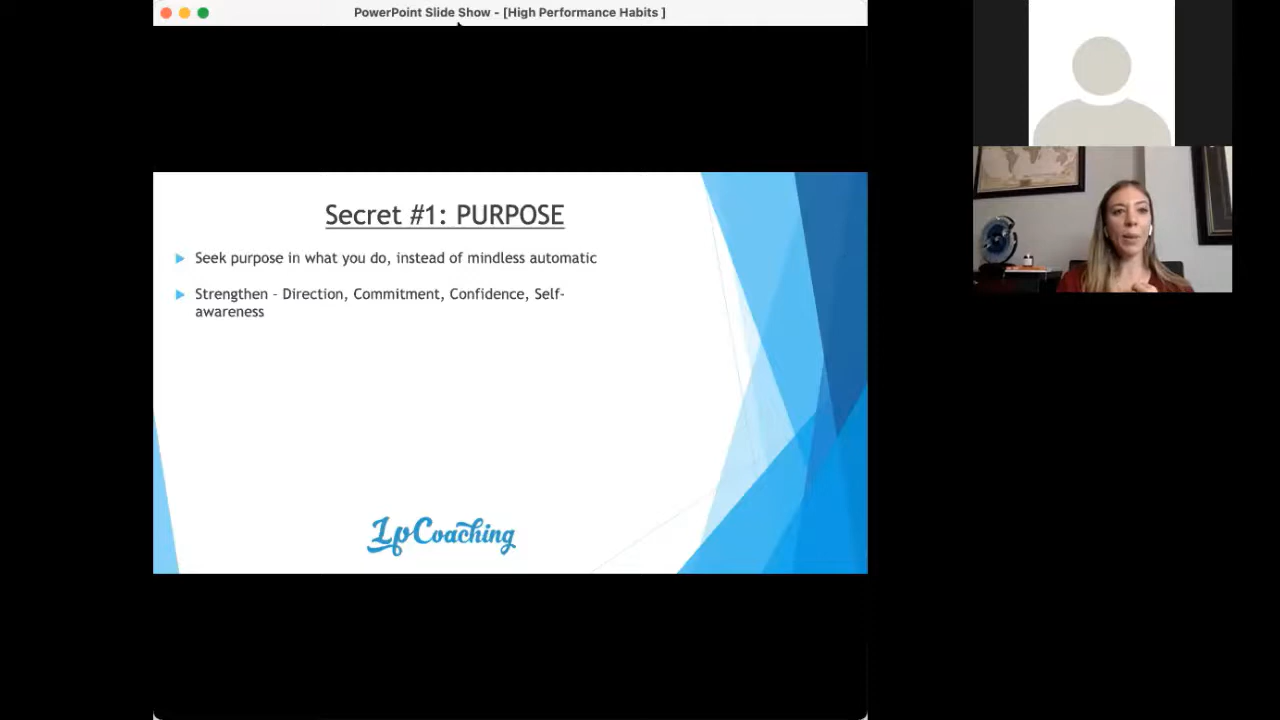 PowerPoint Slide Show - [High Performance Habits ]
Secret #1: PURPOSE
Seek purpose in what you do, instead of mindless automatic
Strengthen - Direction, Commitment, Confidence, Self-
awareness
LpCoaching